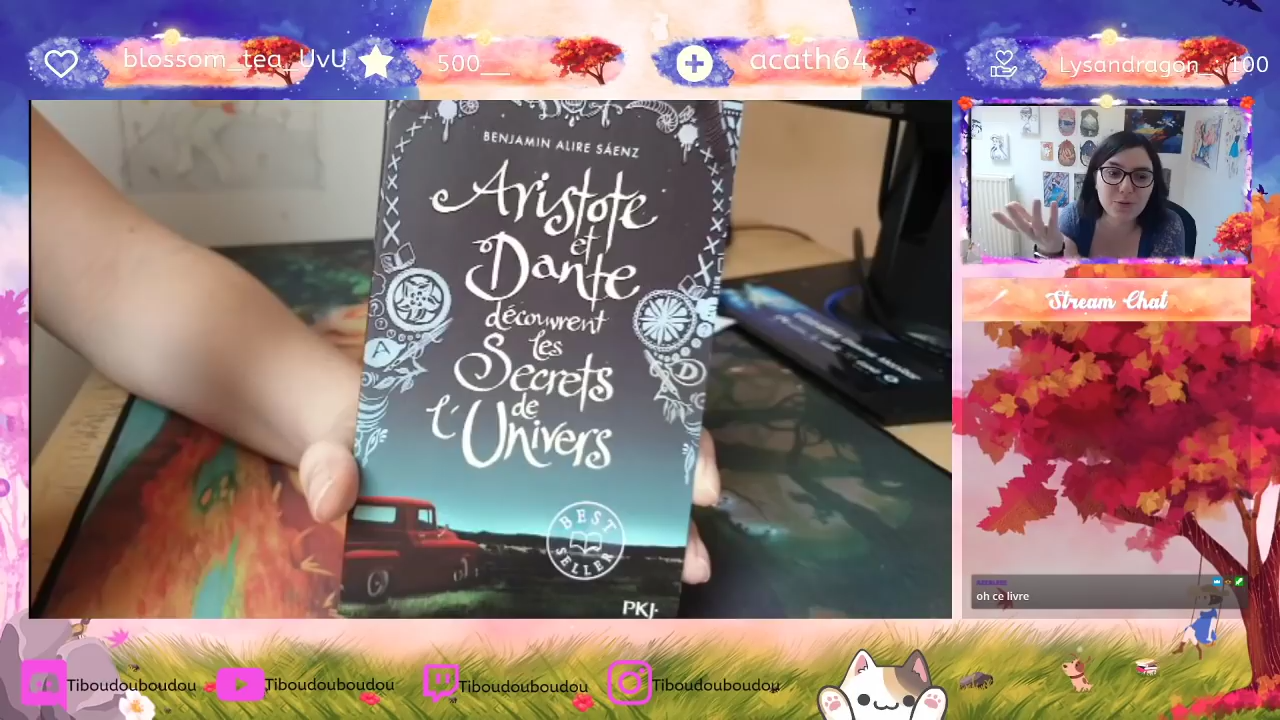 blossom_tea_UvU
500__
acath64
Lysandragon_: 100
BENJAMIN ALIRE SÁENZ
Aristote
et
Dante
découvrent
les
Secrets
de
l'Univers
BEST
SELLER
PKJ.
A
D
Stream Chat
oh ce livre
Tiboudouboudou
Tiboudouboudou
Tiboudouboudou
Tiboudouboudou